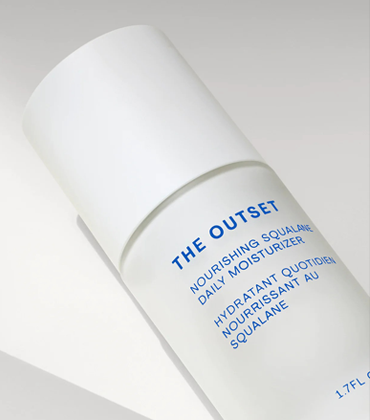 THE OUTSET
NOURISHING SQUALANE
DAILY MOISTURIZER
HYDRATANT QUOTIDIEN
NOURRISSANT AU
SQUALANE
1.7FL